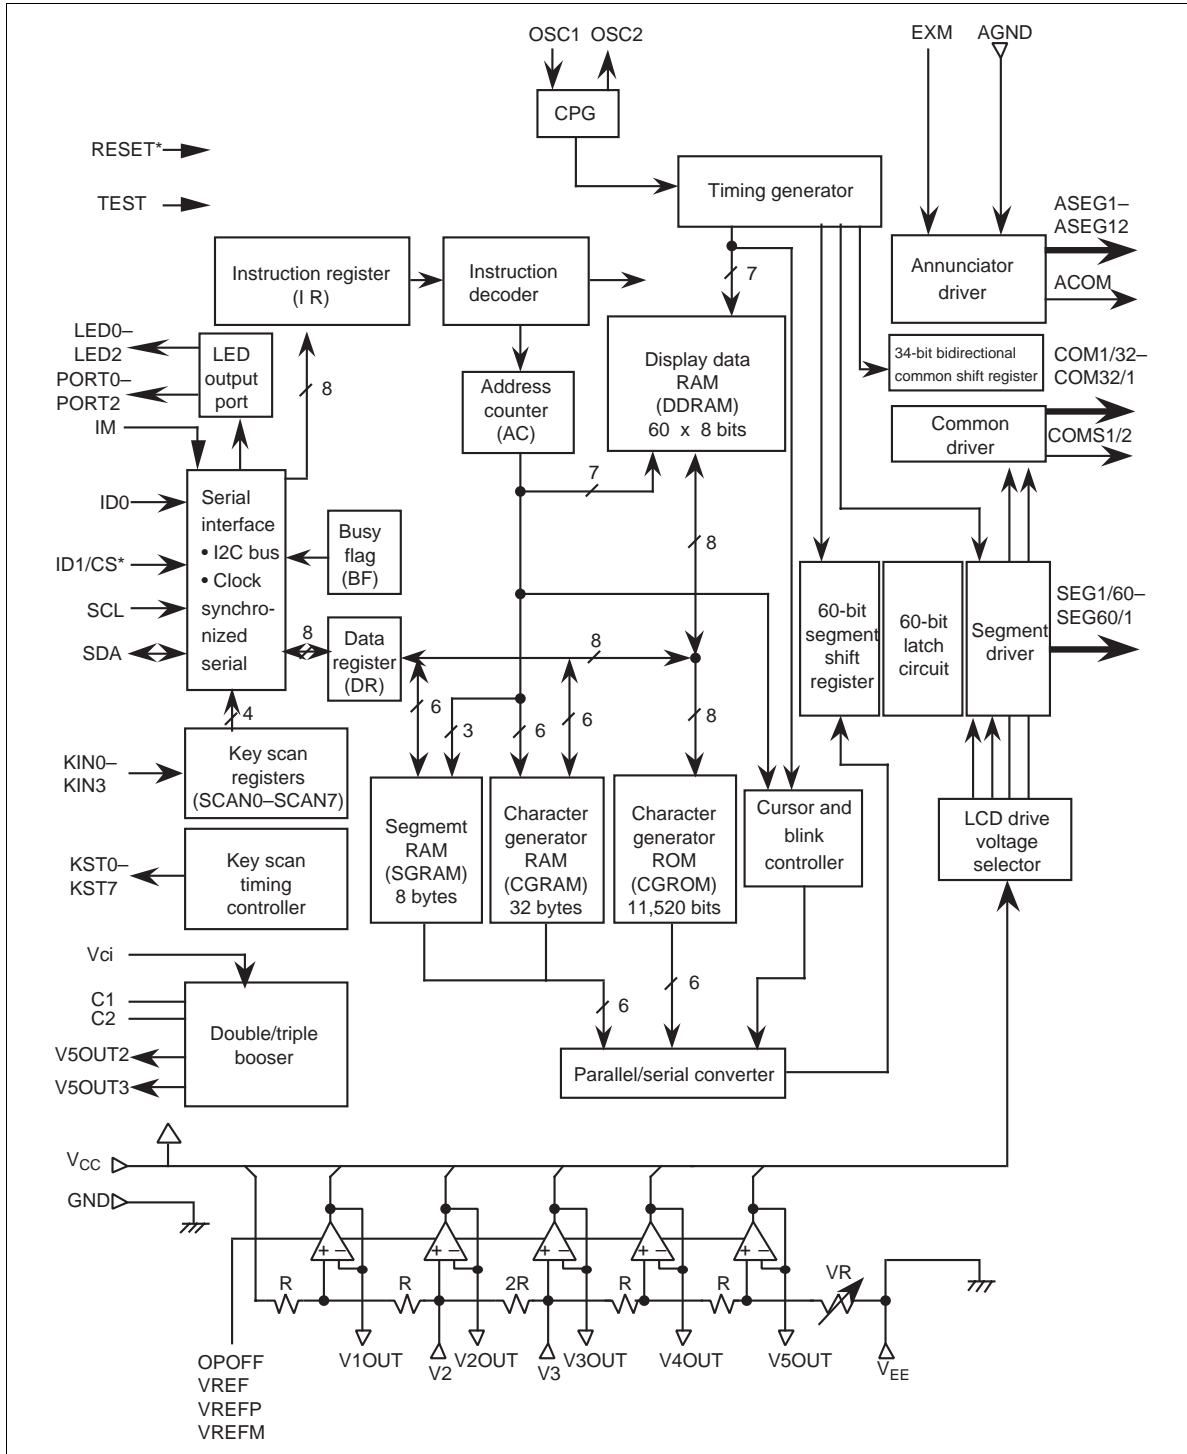 OSC1 OSC2
EXM AGND
CPG
RESET*
TEST
Timing generator
ASEG1–
ASEG12
Annunciator
driver
ACOM
Instruction register
(I R)
Instruction
decoder
7
LED0–
LED2
PORT0–
PORT2
LED
output
port
8
Address
counter
(AC)
Display data
RAM
(DDRAM)
60 x 8 bits
34-bit bidirectional
common shift register
COM1/32–
COM32/1
Common
driver
COMS1/2
IM
ID0
ID1/CS*
SCL
SDA
Serial
interface
• I2C bus
• Clock
synchro-
nized
serial
Busy
flag
(BF)
7
8
8
Data
register
(DR)
8
60-bit
segment
shift
register
60-bit
latch
circuit
Segment
driver
SEG1/60–
SEG60/1
4
6
3
6
6
8
KIN0–
KIN3
Key scan
registers
(SCAN0–SCAN7)
KST0–
KST7
Key scan
timing
controller
Segmemt
RAM
(SGRAM)
8 bytes
Character
generator
RAM
(CGRAM)
32 bytes
Character
generator
ROM
(CGROM)
11,520 bits
Cursor and
blink
controller
LCD drive
voltage
selector
Vci
C1
C2
V5OUT2
V5OUT3
Double/triple
booser
6
6
Parallel/serial converter
VCC
GND
+ −
+ −
+ −
+ −
+ −
R
R
2R
R
R
VR
V1OUT
V2
V2OUT
V3
V3OUT
V4OUT
V5OUT
VEE
OPOFF
VREF
VREFP
VREFM